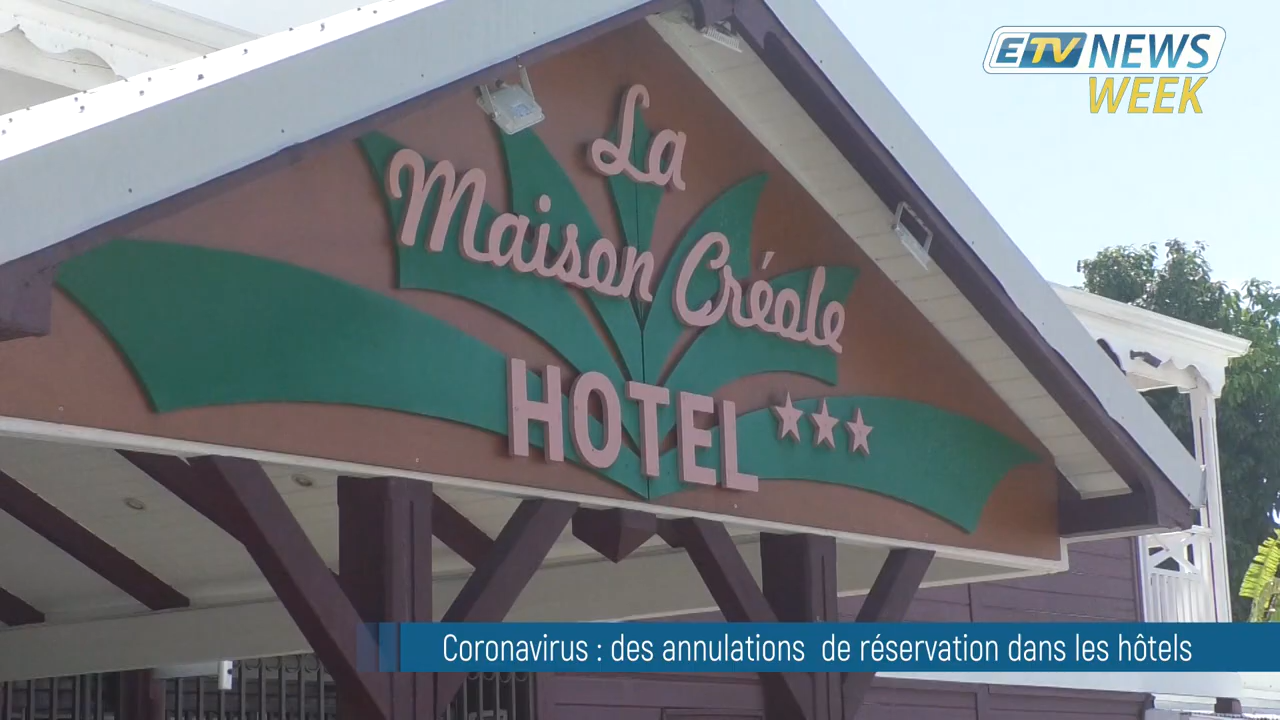 ETV NEWS
WEEK
La
Maison Créole
HOTEL ***
Coronavirus : des annulations de réservation dans les hôtels